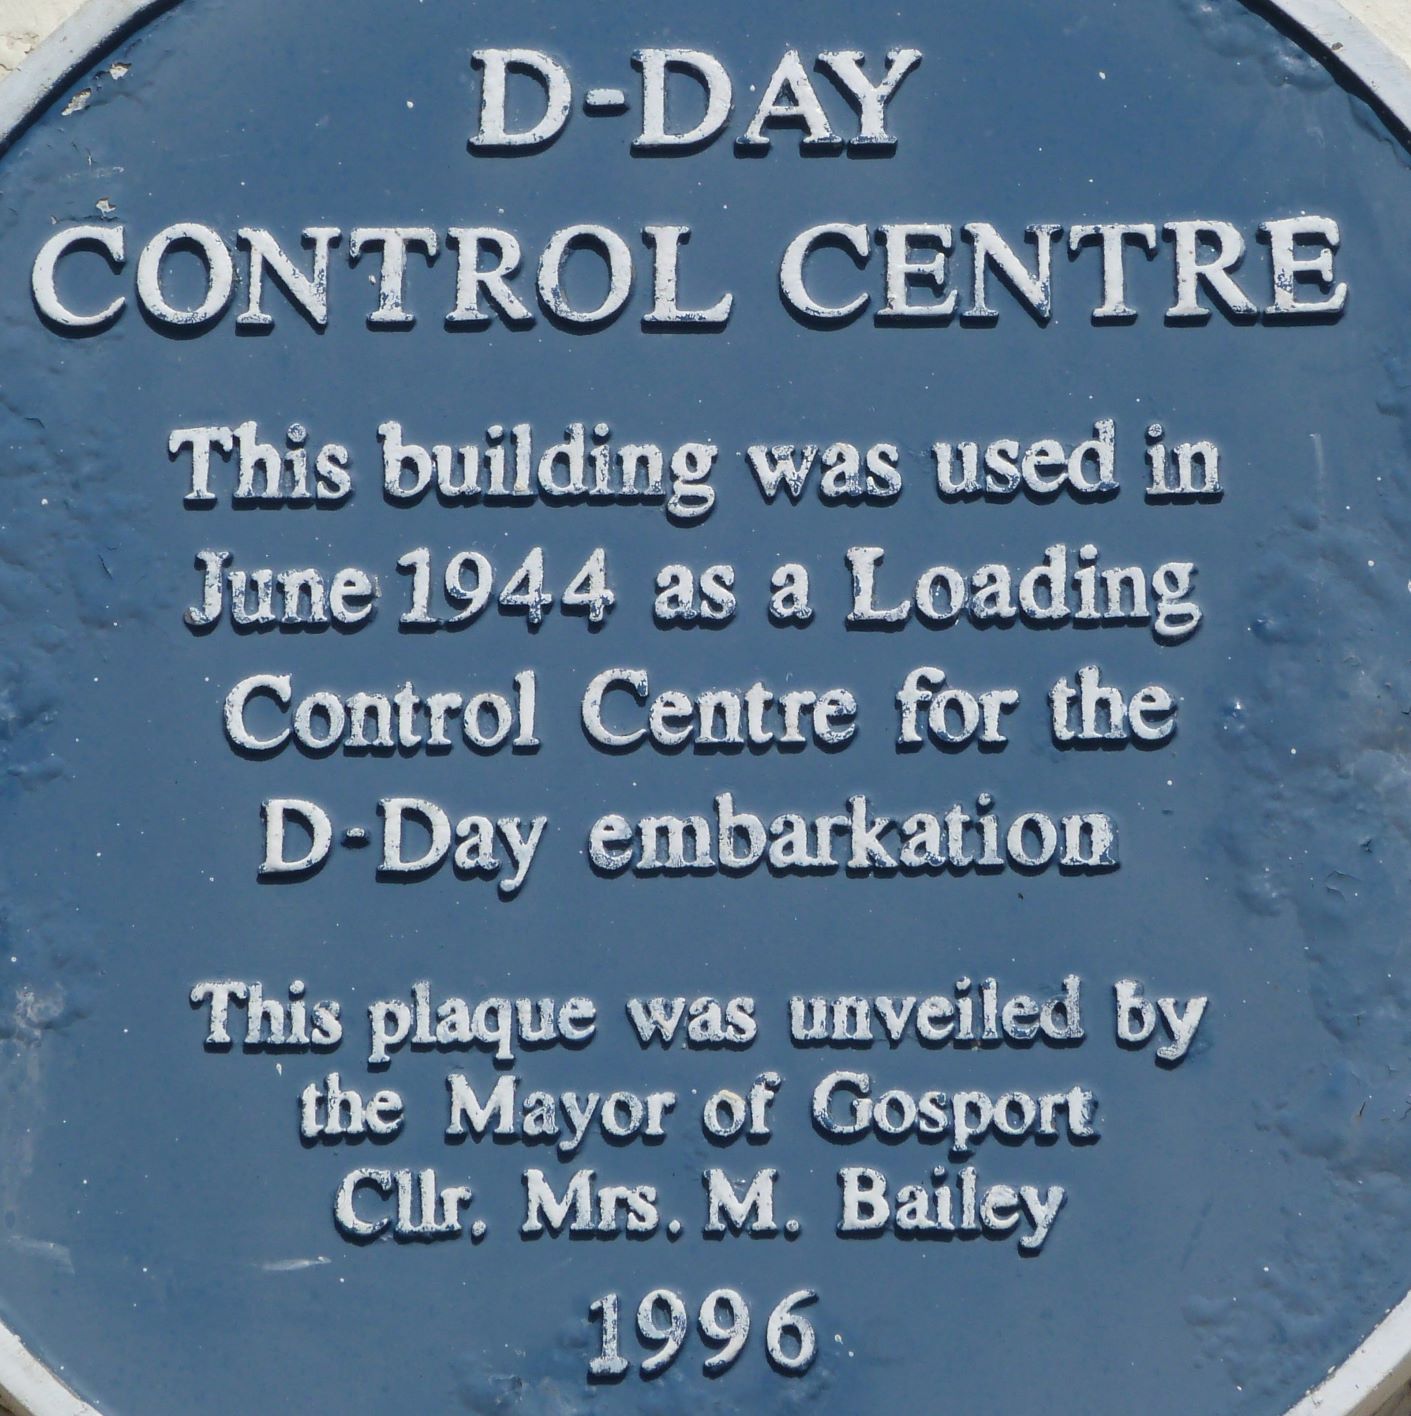 D-DAY
CONTROL CENTRE
This building was used in
June 1944 as a Loading
Control Centre for the
D-Day embarkation
This plaque was unveiled by
the Mayor of Gosport
Cllr. Mrs. M. Bailey
1996